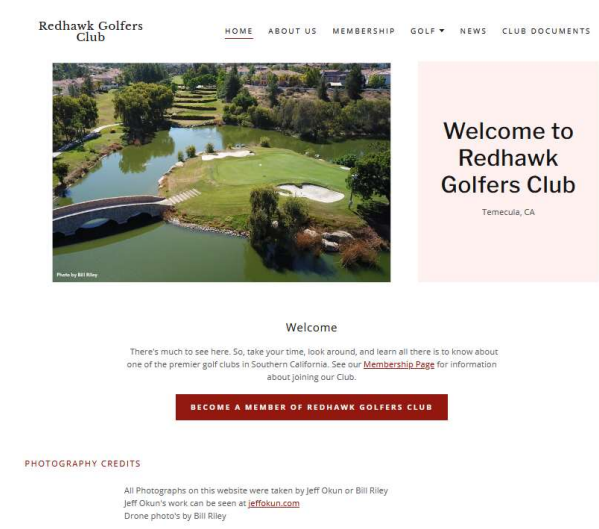 Redhawk Golfers
Club
HOME ABOUT US MEMBERSHIP GOLF NEWS CLUB DOCUMENTS
Photo by Bill Riley
Welcome to
Redhawk
Golfers Club
Temecula, CA
Welcome
There's much to see here. So, take your time, look around, and learn all there is to know about
one of the premier golf clubs in Southern California. See our Membership Page for information
about joining our Club.
BECOME A MEMBER OF REDHAWK GOLFERS CLUB
PHOTOGRAPHY CREDITS
All Photographs on this website were taken by Jeff Okun or Bill Riley
Jeff Okun's work can be seen at jeffokun.com
Drone photo's by Bill Riley